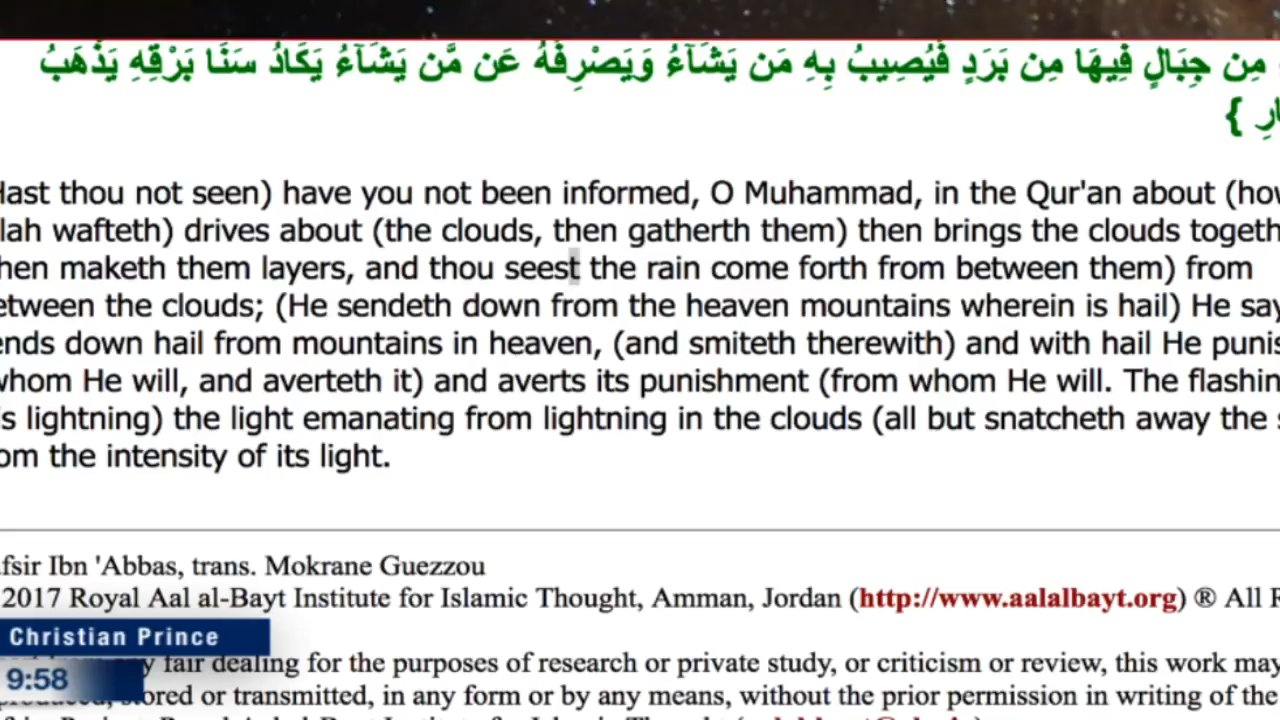 مِن جِبَالٍ فِيهَا مِن بَرَدٍ فَيُصِيبُ بِهِ مَن يَشَآءُ وَيَصْرِفُهُ عَن مَّن يَشَآءُ يَكَادُ سَنَا بَرْقِهِ يَذْهَبُ
ارِ }
Hast thou not seen) have you not been informed, O Muhammad, in the Qur'an about (how
lah wafteth) drives about (the clouds, then gatherth them) then brings the clouds togeth
hen maketh them layers, and thou seest the rain come forth from between them) from
etween the clouds; (He sendeth down from the heaven mountains wherein is hail) He say
ends down hail from mountains in heaven, (and smiteth therewith) and with hail He punis
whom He will, and averteth it) and averts its punishment (from whom He will. The flashin
is lightning) the light emanating from lightning in the clouds (all but snatcheth away the s
om the intensity of its light.
afsir Ibn 'Abbas, trans. Mokrane Guezzou
2017 Royal Aal al-Bayt Institute for Islamic Thought, Amman, Jordan (http://www.aalalbayt.org) ® All R
Christian Prince
y fair dealing for the purposes of research or private study, or criticism or review, this work may
9:58
ored or transmitted, in any form or by any means, without the prior permission in writing of the